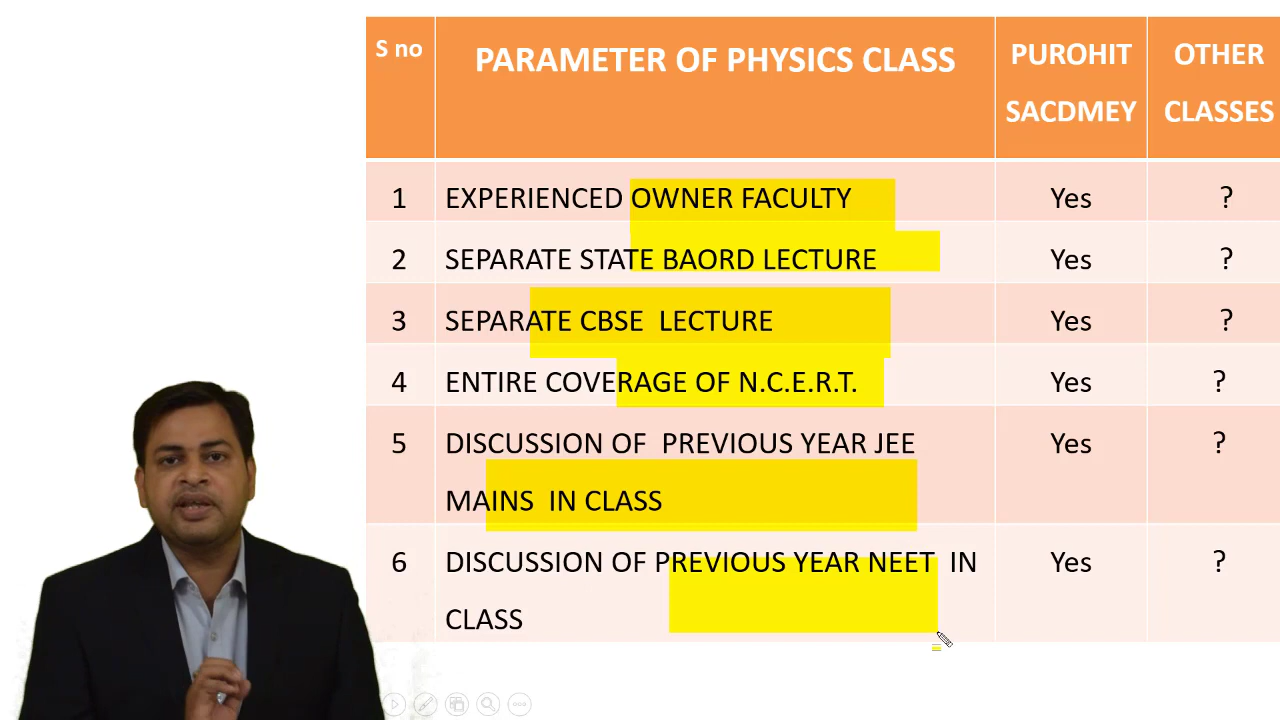 S no PARAMETER OF PHYSICS CLASS PUROHIT OTHER
SACDMEY CLASSES
1 EXPERIENCED OWNER FACULTY Yes ?
2 SEPARATE STATE BAORD LECTURE Yes ?
3 SEPARATE CBSE LECTURE Yes ?
4 ENTIRE COVERAGE OF N.C.E.R.T. Yes ?
5 DISCUSSION OF PREVIOUS YEAR JEE Yes ?
MAINS IN CLASS
6 DISCUSSION OF PREVIOUS YEAR NEET IN Yes ?
CLASS